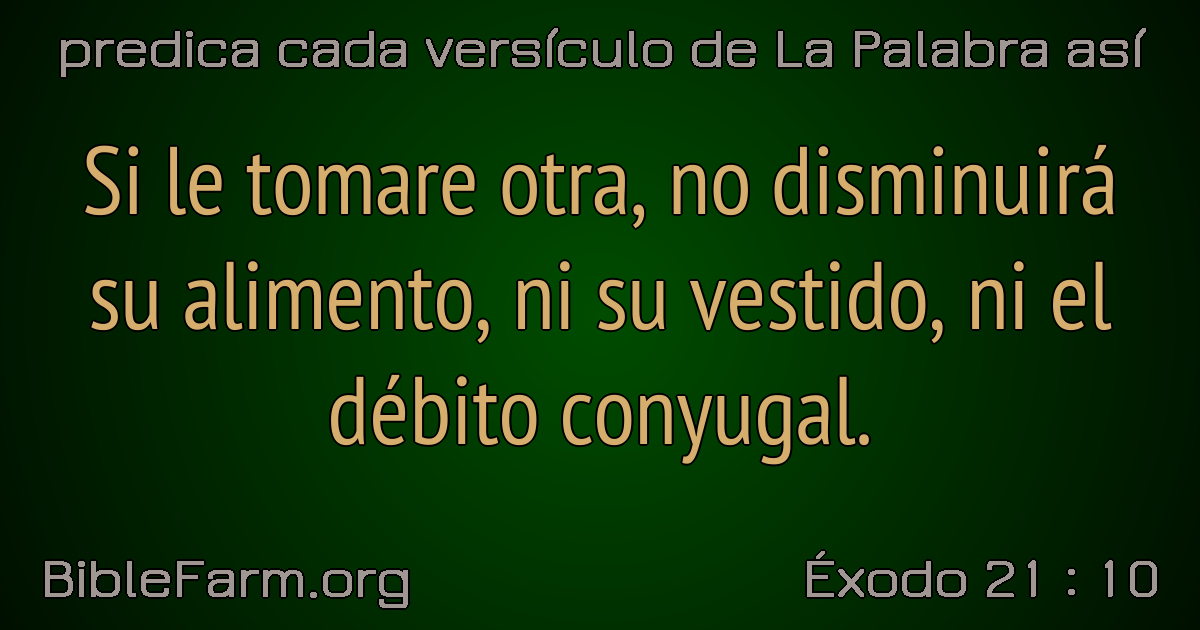 predica cada versículo de La Palabra así
Si le tomare otra, no disminuirá
su alimento, ni su vestido, ni el
débito conyugal.
BibleFarm.org
Éxodo 21 : 10